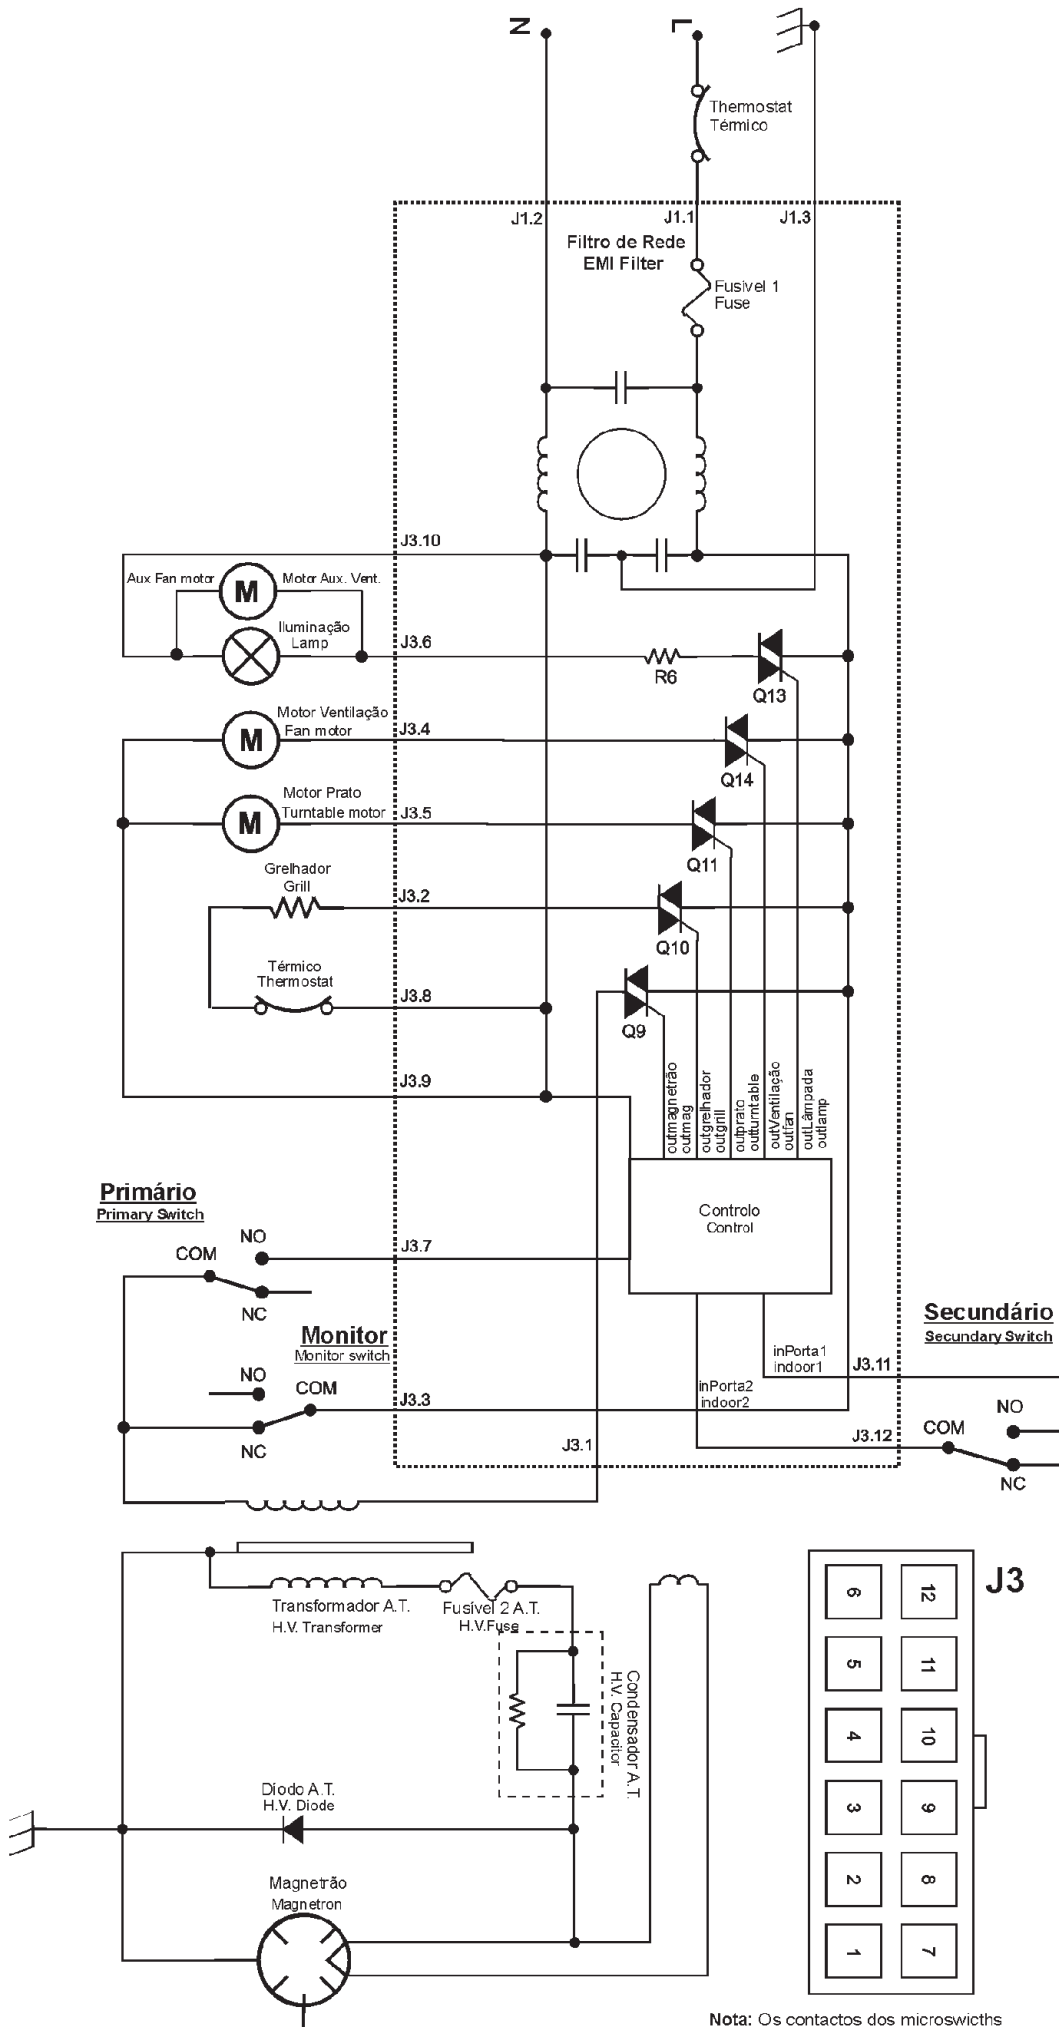 N
L
Thermostat
Térmico
J1.2
J1.1
J1.3
Filtro de Rede
EMI Filter
Fusivel 1
Fuse
J3.10
Aux Fan motor
M
Motor Aux. Vent.
Iluminação
Lamp
J3.6
R6
Q13
Motor Ventilação
Fan motor
M
J3.4
Q14
Motor Prato
Turntable motor
M
J3.5
Q11
Grelhador
Grill
J3.2
Q10
Térmico
Thermostat
J3.8
Q9
J3.9
outmagnetrão
outmag
outgrelhador
outgrill
outprato
outturntable
outVentilação
outfan
outLâmpada
outlamp
Controlo
Control
Primário
Primary Switch
NO
COM
NC
J3.7
Monitor
Monitor switch
NO
COM
NC
J3.3
J3.1
inPorta1
indoor1
J3.11
inPorta2
indoor2
J3.12
Secundário
Secundary Switch
NO
COM
NC
Transformador A.T.
H.V. Transformer
Fusível 2 A.T.
H.V.Fuse
Condensador A.T.
H.V. Capacitor
Díodo A.T.
H.V. Diode
Magnetrão
Magnetron
J3
6 12
5 11
4 10
3 9
2 8
1 7
Nota: Os contactos dos microswicths